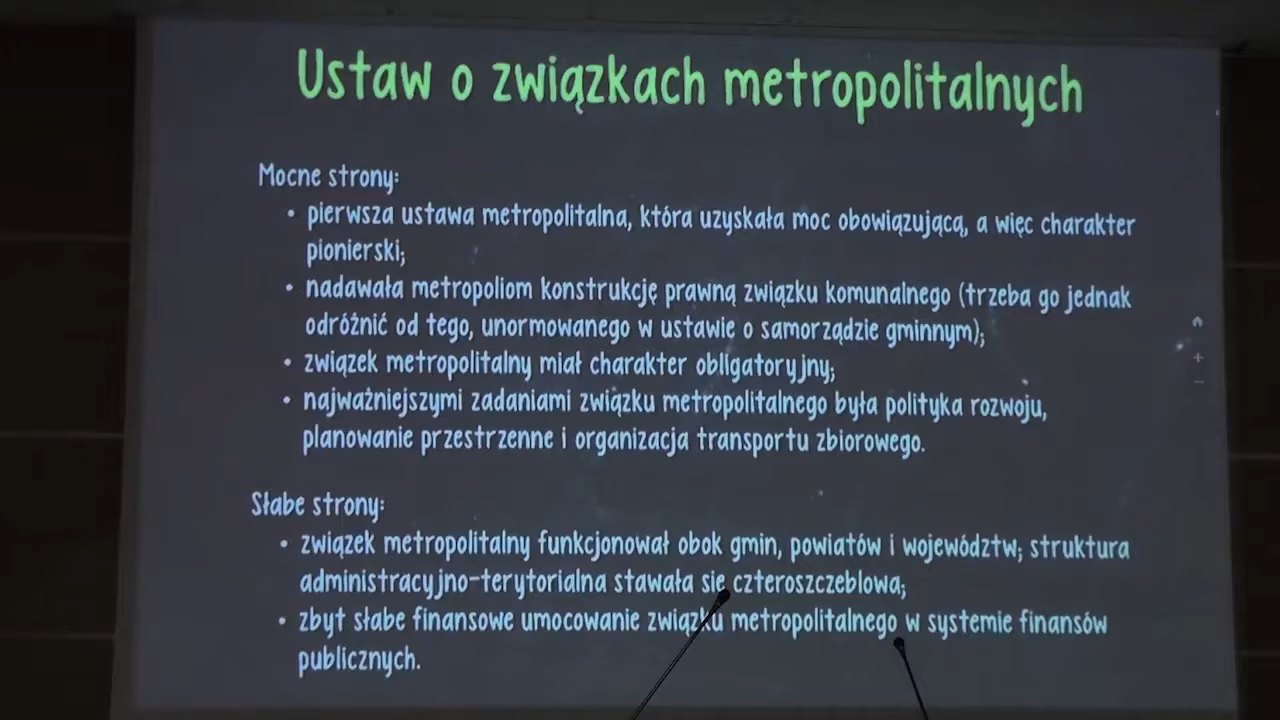 Ustaw o związkach metropolitalnych
Mocne strony:
• pierwsza ustawa metropolitalna, która uzyskała moc obowiązującą, a więc charakter
pionierski;
• nadawała metropoliom konstrukcję prawną związku komunalnego (trzeba go jednak
odróżnić od tego, unormowanego w ustawie o samorządzie gminnym);
• związek metropolitalny miał charakter obligatoryjny;
• najważniejszymi zadaniami związku metropolitalnego była polityka rozwoju,
planowanie przestrzenne i organizacja transportu zbiorowego.
Słabe strony:
• związek metropolitalny funkcjonował obok gmin, powiatów i województw; struktura
administracyjno-terytorialna stawała się czteroszczeblowa;
• zbyt słabe finansowe umocowanie związku metropolitalnego w systemie finansów
publicznych.